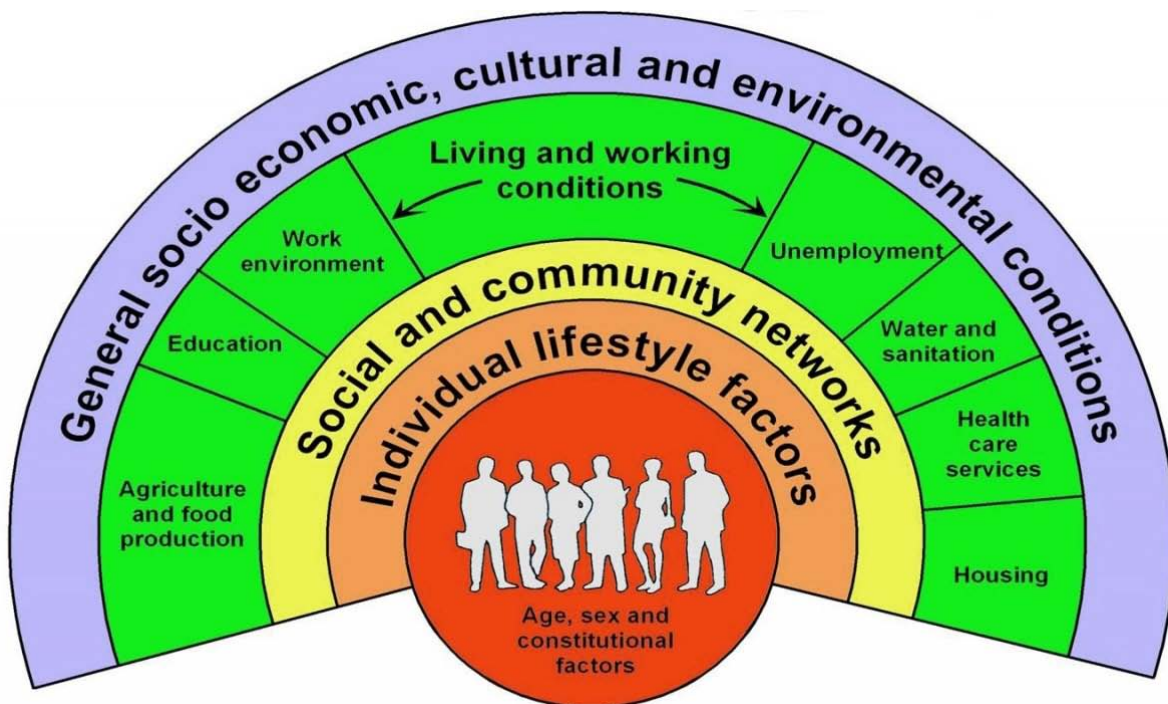 General socio economic, cultural and environmental conditions
Living and working
conditions
Work
environment
Unemployment
Education
Water and
sanitation
Agriculture
and food
production
Health
care
services
Housing
Social and community networks
Individual lifestyle factors
Age, sex and
constitutional
factors